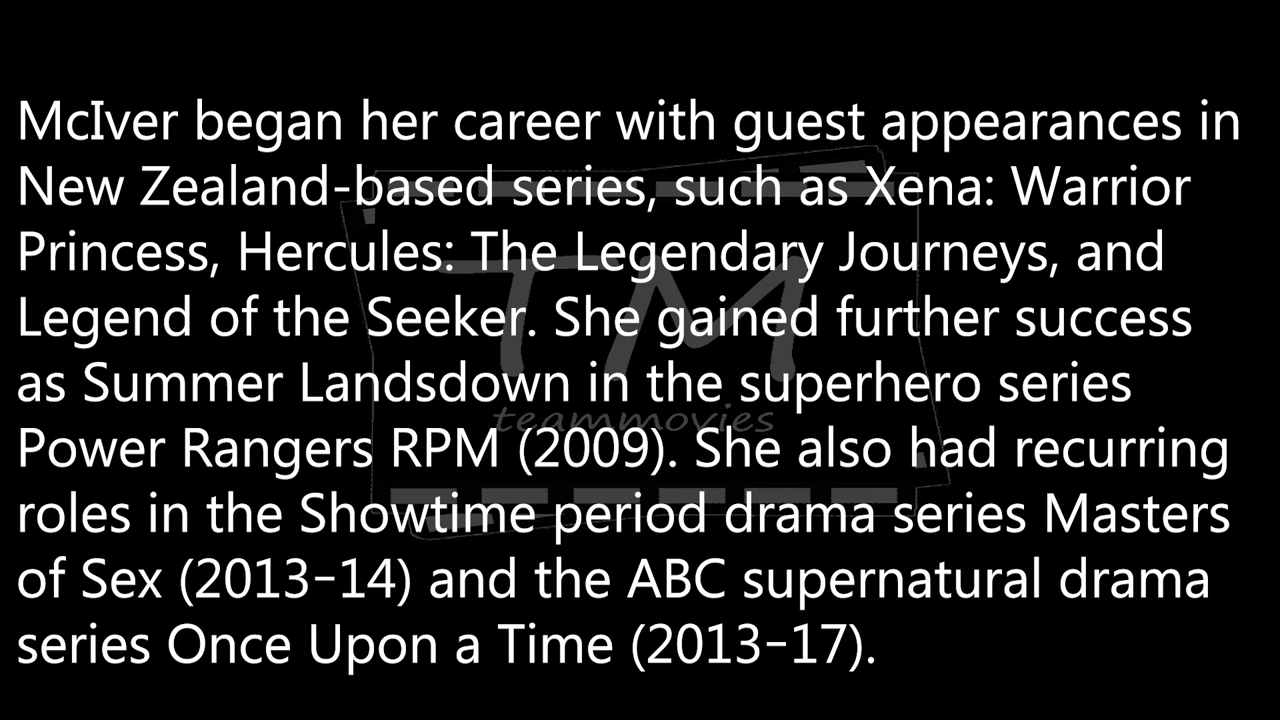 McIver began her career with guest appearances in
New Zealand-based series, such as Xena: Warrior
Princess, Hercules: The Legendary Journeys, and
Legend of the Seeker. She gained further success
as Summer Landsdown in the superhero series
Power Rangers RPM (2009). She also had recurring
roles in the Showtime period drama series Masters
of Sex (2013–14) and the ABC supernatural drama
series Once Upon a Time (2013–17).
TM
teammovies